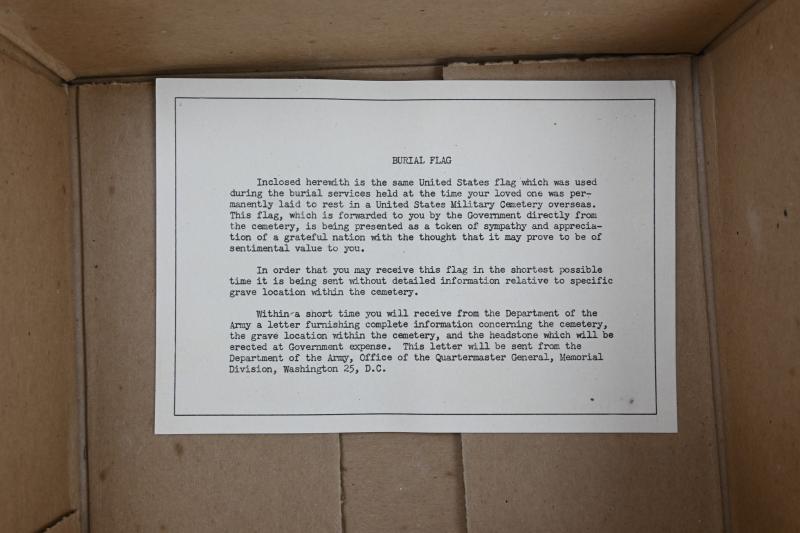 BURIAL FLAG
Inclosed herewith is the same United States flag which was used
during the burial services held at the time your loved one was per-
manently laid to rest in a United States Military Cemetery overseas.
This flag, which is forwarded to you by the Government directly from
the cemetery, is being presented as a token of sympathy and apprecia-
tion of a grateful nation with the thought that it may prove to be of
sentimental value to you.
In order that you may receive this flag in the shortest possible
time it is being sent without detailed information relative to specific
grave location within the cemetery.
Within a short time you will receive from the Department of the
Army a letter furnishing complete information concerning the cemetery,
the grave location within the cemetery, and the headstone which will be
erected at Government expense. This letter will be sent from the
Department of the Army, Office of the Quartermaster General, Memorial
Division, Washington 25, D.C.